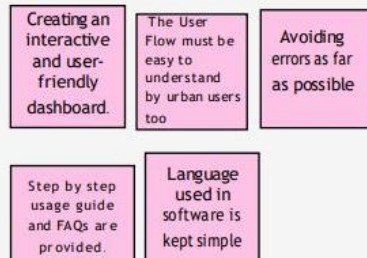 Creating an
interactive
and user-
friendly
dashboard.
The User
Flow must be
easy to
understand
by urban users
too
Avoiding
errors as far
as possible
Step by step
usage guide
and FAQs are
provided.
Language
used in
software is
kept simple